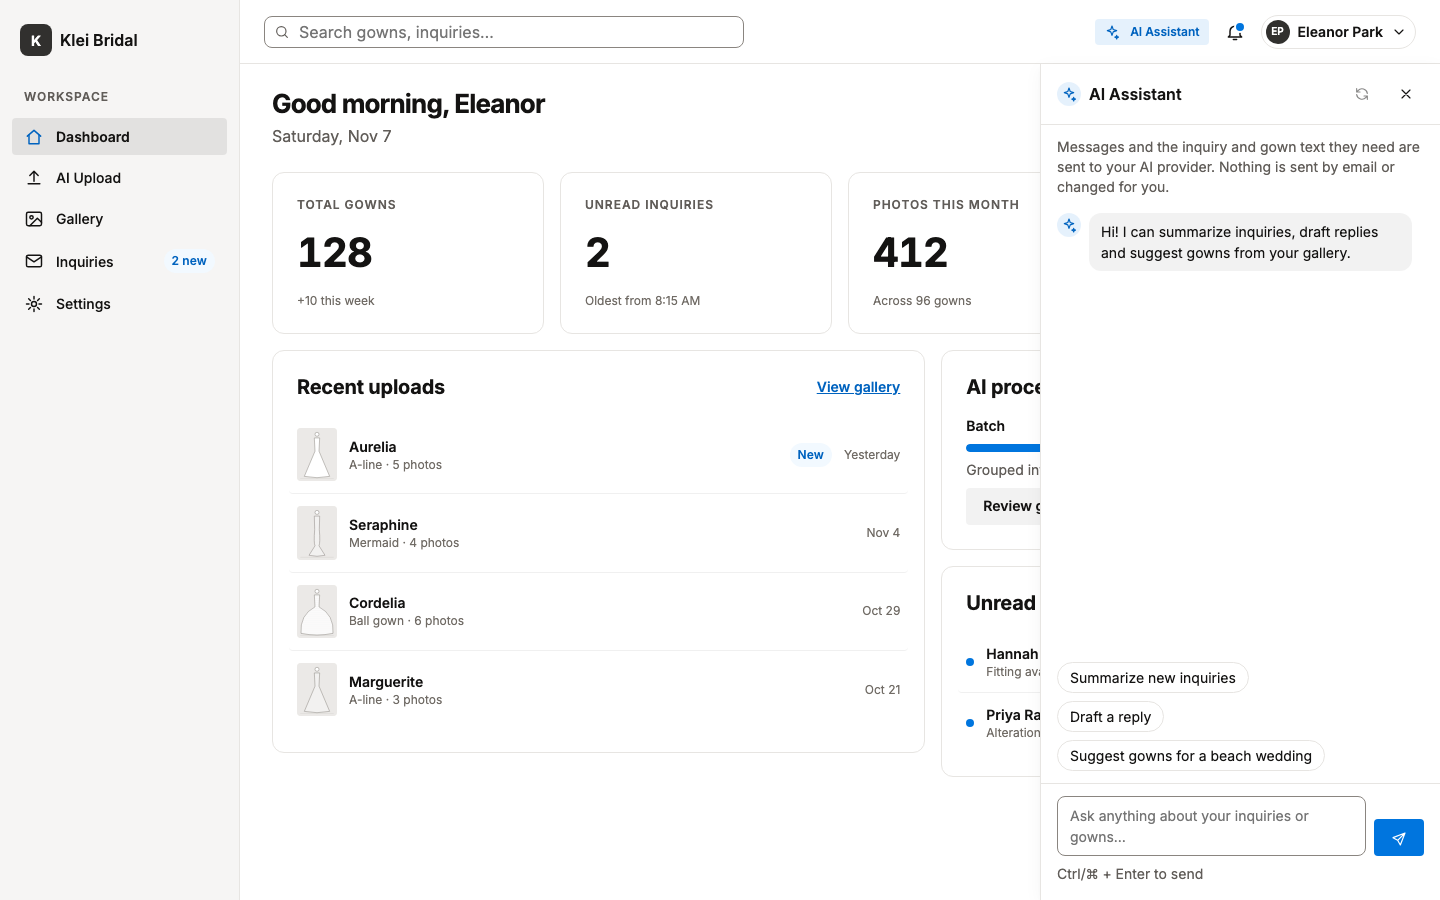 K
Klei Bridal
WORKSPACE
Dashboard
AI Upload
Gallery
Inquiries
2 new
Settings
Search gowns, inquiries...
AI Assistant
EP
Eleanor Park
Good morning, Eleanor
Saturday, Nov 7
TOTAL GOWNS
128
+10 this week
UNREAD INQUIRIES
2
Oldest from 8:15 AM
PHOTOS THIS MONTH
412
Across 96 gowns
Recent uploads
View gallery
Aurelia
A-line · 5 photos
New
Yesterday
Seraphine
Mermaid · 4 photos
Nov 4
Cordelia
Ball gown · 6 photos
Oct 29
Marguerite
A-line · 3 photos
Oct 21
AI
Batch
Grouped
Review
Unread
Hannah
Fitting
Priya
AI Assistant
Messages and the inquiry and gown text they need are
sent to your AI provider. Nothing is sent by email or
changed for you.
Hi! I can summarize inquiries, draft replies
and suggest gowns from your gallery.
Summarize new inquiries
Draft a reply
Suggest gowns for a beach wedding
Ask anything about your inquiries or
gowns...
Ctrl/⌘ + Enter to send